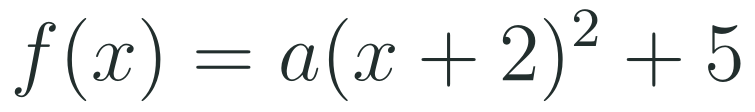 f(x) = a(x + 2)² + 5